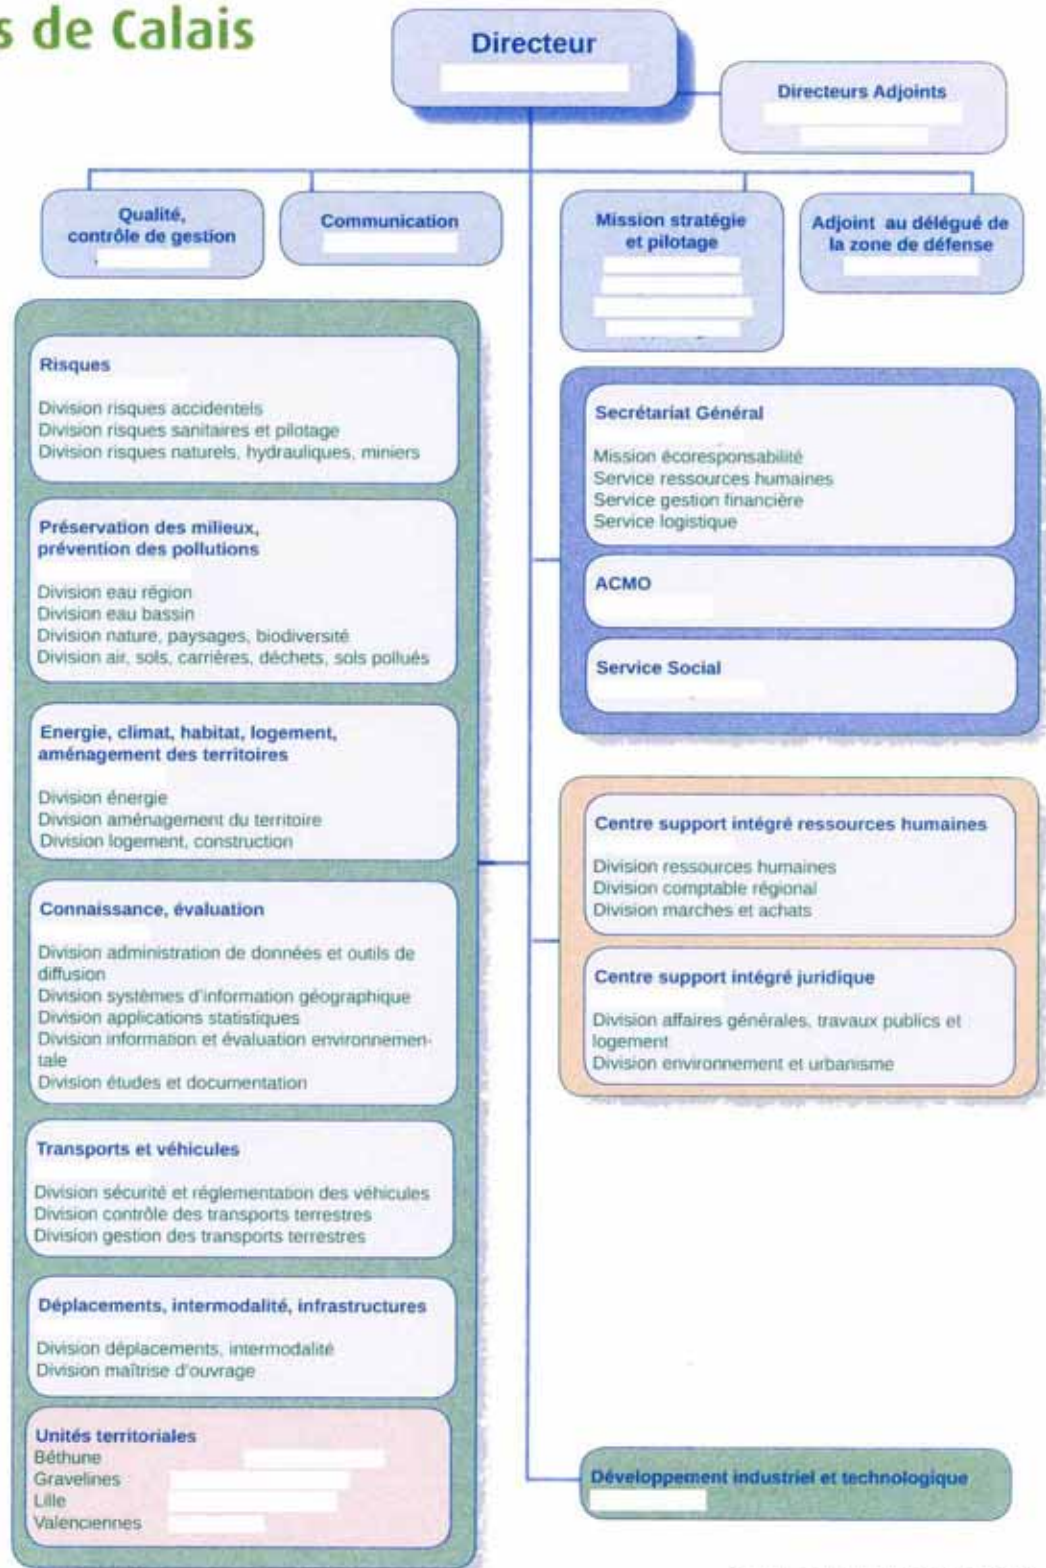 s de Calais
Directeur
Directeurs Adjoints
Qualité,
contrôle de gestion
Communication
Mission stratégie
et pilotage
Adjoint au délégué de
la zone de défense
Risques
Division risques accidentels
Division risques sanitaires et pilotage
Division risques naturels, hydrauliques, miniers
Préservation des milieux,
prévention des pollutions
Division eau région
Division eau bassin
Division nature, paysages, biodiversité
Division air, sols, carrières, déchets, sols pollués
Energie, climat, habitat, logement,
aménagement des territoires
Division énergie
Division aménagement du territoire
Division logement, construction
Connaissance, évaluation
Division administration de données et outils de
diffusion
Division systèmes d'information géographique
Division applications statistiques
Division information et évaluation environnemen-
tale
Division études et documentation
Transports et véhicules
Division sécurité et réglementation des véhicules
Division contrôle des transports terrestres
Division gestion des transports terrestres
Déplacements, intermodalité, infrastructures
Division déplacements, intermodalité
Division maîtrise d'ouvrage
Unités territoriales
Béthune
Gravelines
Lille
Valenciennes
Secrétariat Général
Mission écoresponsabilité
Service ressources humaines
Service gestion financière
Service logistique
ACMO
Service Social
Centre support intégré ressources humaines
Division ressources humaines
Division comptable régional
Division marches et achats
Centre support intégré juridique
Division affaires générales, travaux publics et
logement
Division environnement et urbanisme
Développement industriel et technologique